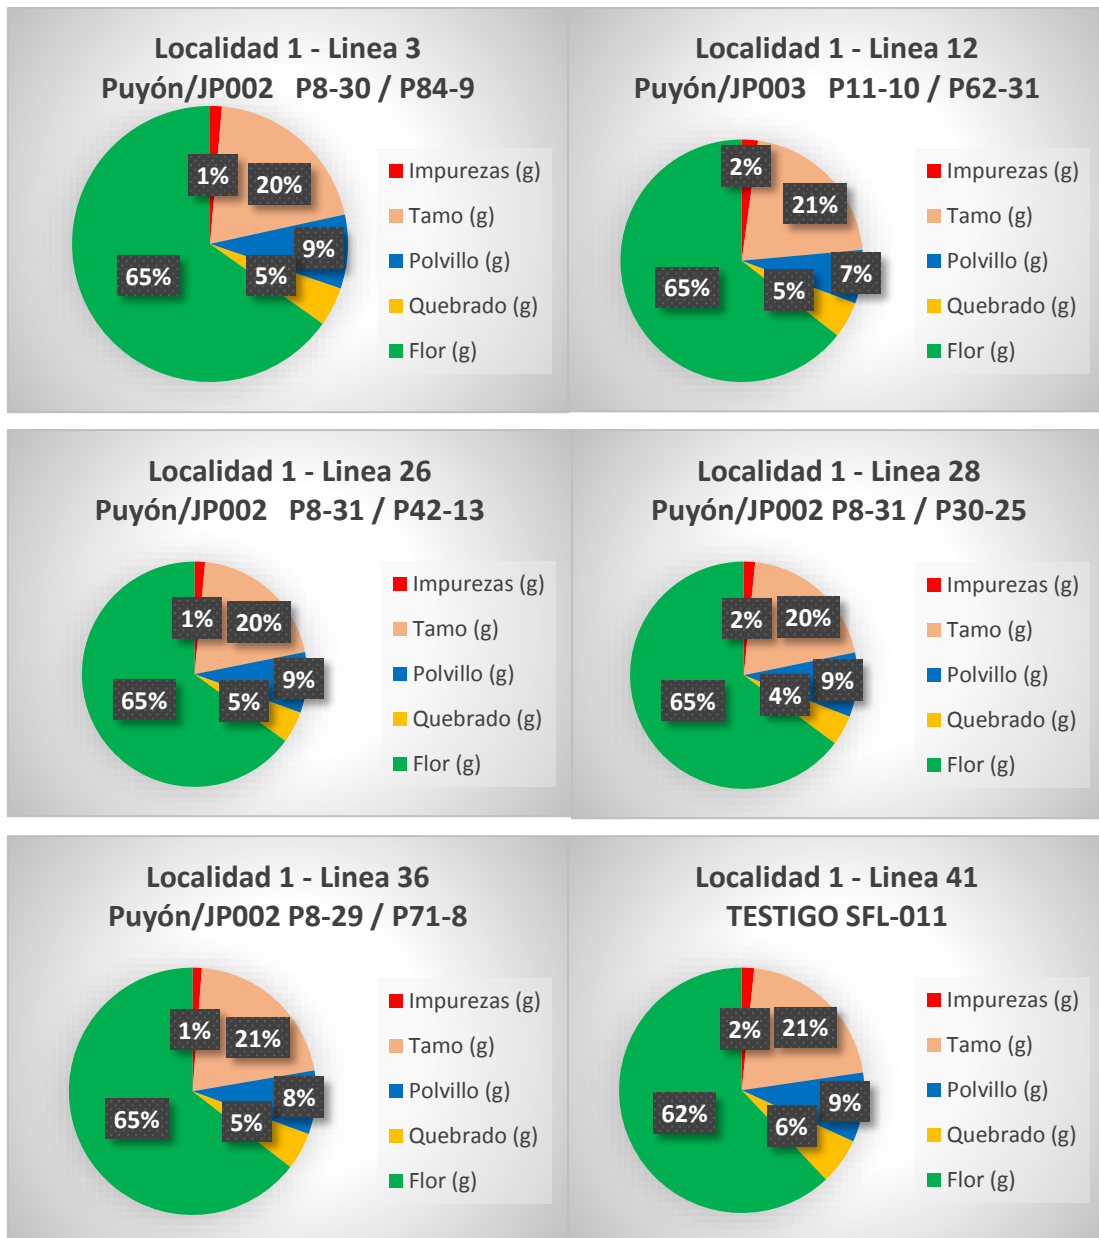 Localidad 1 - Linea 3
Puyón/JP002 P8-30 / P84-9
1%
20%
9%
5%
65%
Impurezas (g)
Tamo (g)
Polvillo (g)
Quebrado (g)
Flor (g)
Localidad 1 - Linea 12
Puyón/JP003 P11-10 / P62-31
2%
21%
7%
5%
65%
Impurezas (g)
Tamo (g)
Polvillo (g)
Quebrado (g)
Flor (g)
Localidad 1 - Linea 26
Puyón/JP002 P8-31 / P42-13
1%
20%
9%
5%
65%
Impurezas (g)
Tamo (g)
Polvillo (g)
Quebrado (g)
Flor (g)
Localidad 1 - Linea 28
Puyón/JP002 P8-31 / P30-25
2%
20%
9%
4%
65%
Impurezas (g)
Tamo (g)
Polvillo (g)
Quebrado (g)
Flor (g)
Localidad 1 - Linea 36
Puyón/JP002 P8-29 / P71-8
1%
21%
8%
5%
65%
Impurezas (g)
Tamo (g)
Polvillo (g)
Quebrado (g)
Flor (g)
Localidad 1 - Linea 41
TESTIGO SFL-011
2%
21%
9%
6%
62%
Impurezas (g)
Tamo (g)
Polvillo (g)
Quebrado (g)
Flor (g)